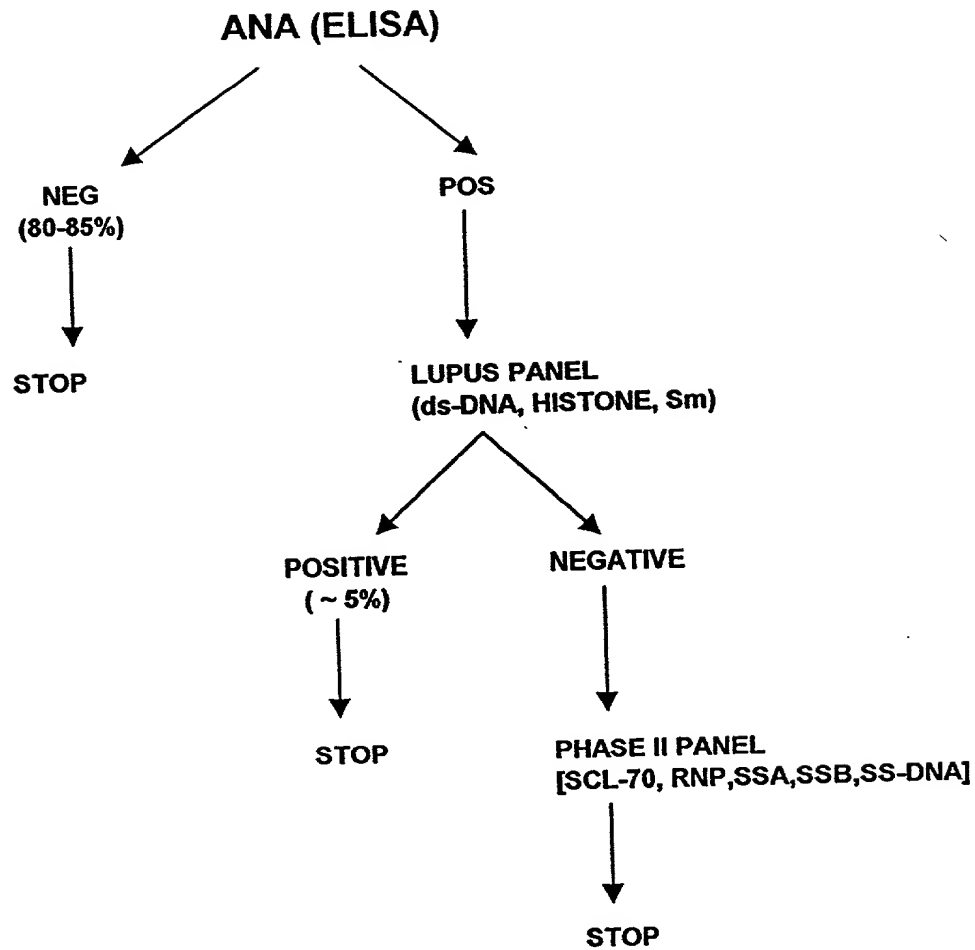 ANA (ELISA)
NEG
(80-85%)
POS
STOP
LUPUS PANEL
(ds-DNA, HISTONE, Sm)
POSITIVE
( ~ 5%)
NEGATIVE
STOP
PHASE II PANEL
[SCL-70, RNP,SSA,SSB,SS-DNA]
STOP